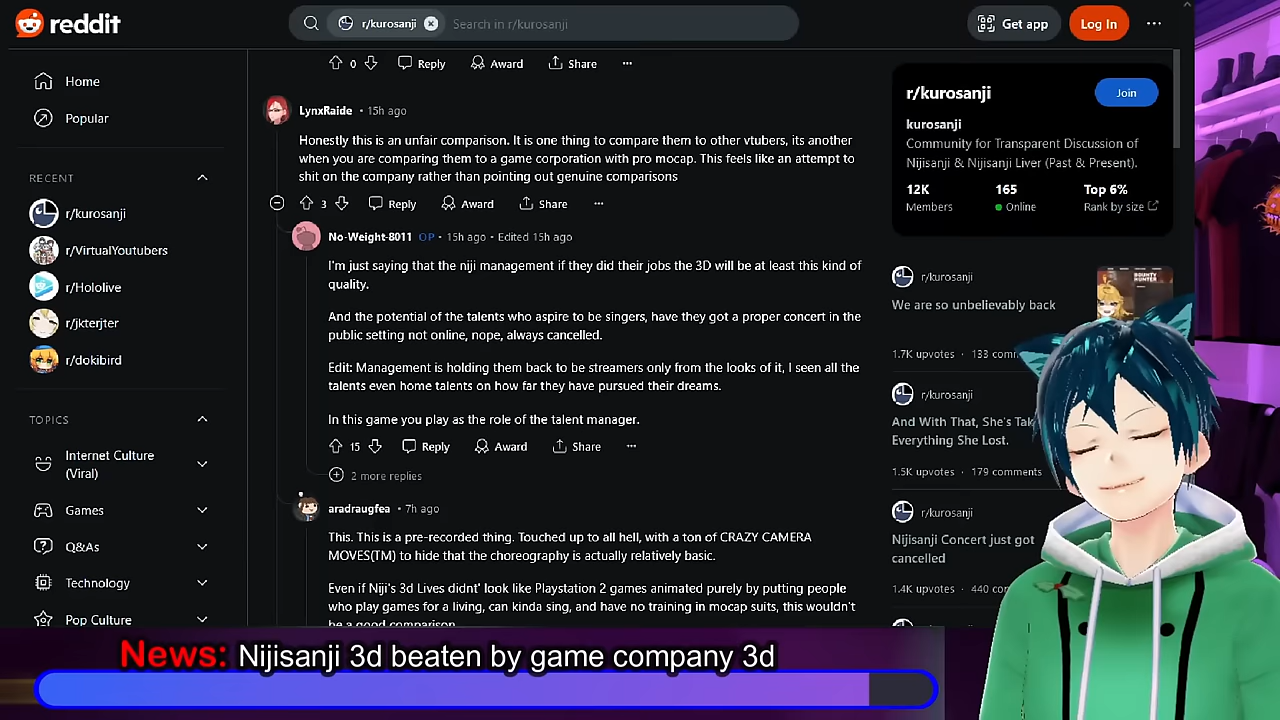 reddit
r/kurosanji
Search in r/kurosanji
Get app
Log In
Home
Popular
RECENT
r/kurosanji
r/VirtualYoutubers
r/Hololive
r/jkterjter
r/dokibird
TOPICS
Internet Culture
(Viral)
Games
Q&As
Technology
Pop Culture
0
Reply
Award
Share
LynxRaide • 15h ago
Honestly this is an unfair comparison. It is one thing to compare them to other vtubers, its another
when you are comparing them to a game corporation with pro mocap. This feels like an attempt to
shit on the company rather than pointing out genuine comparisons
3
Reply
Award
Share
No-Weight-8011 OP • 15h ago • Edited 15h ago
I'm just saying that the niji management if they did their jobs the 3D will be at least this kind of
quality.
And the potential of the talents who aspire to be singers, have they got a proper concert in the
public setting not online, nope, always cancelled.
Edit: Management is holding them back to be streamers only from the looks of it, I seen all the
talents even home talents on how far they have pursued their dreams.
In this game you play as the role of the talent manager.
15
Reply
Award
Share
2 more replies
aradraugfea • 7h ago
This. This is a pre-recorded thing. Touched up to all hell, with a ton of CRAZY CAMERA
MOVES(TM) to hide that the choreography is actually relatively basic.
Even if Niji's 3d Lives didnt' look like Playstation 2 games animated purely by putting people
who play games for a living, can kinda sing, and have no training in mocap suits, this wouldn't
be a good comparison.
r/kurosanji
Join
kurosanji
Community for Transparent Discussion of
Nijisanji & Nijisanji Liver (Past & Present).
12K
Members
165
Online
Top 6%
Rank by size
r/kurosanji
We are so unbelievably back
BOUNTY
HUNTER
1.7K upvotes · 133 com
r/kurosanji
And With That, She's Tak
Everything She Lost.
1.5K upvotes · 179 comments
r/kurosanji
Nijisanji Concert just got
cancelled
1.4K upvotes · 440 co
News: Nijisanji 3d beaten by game company 3d